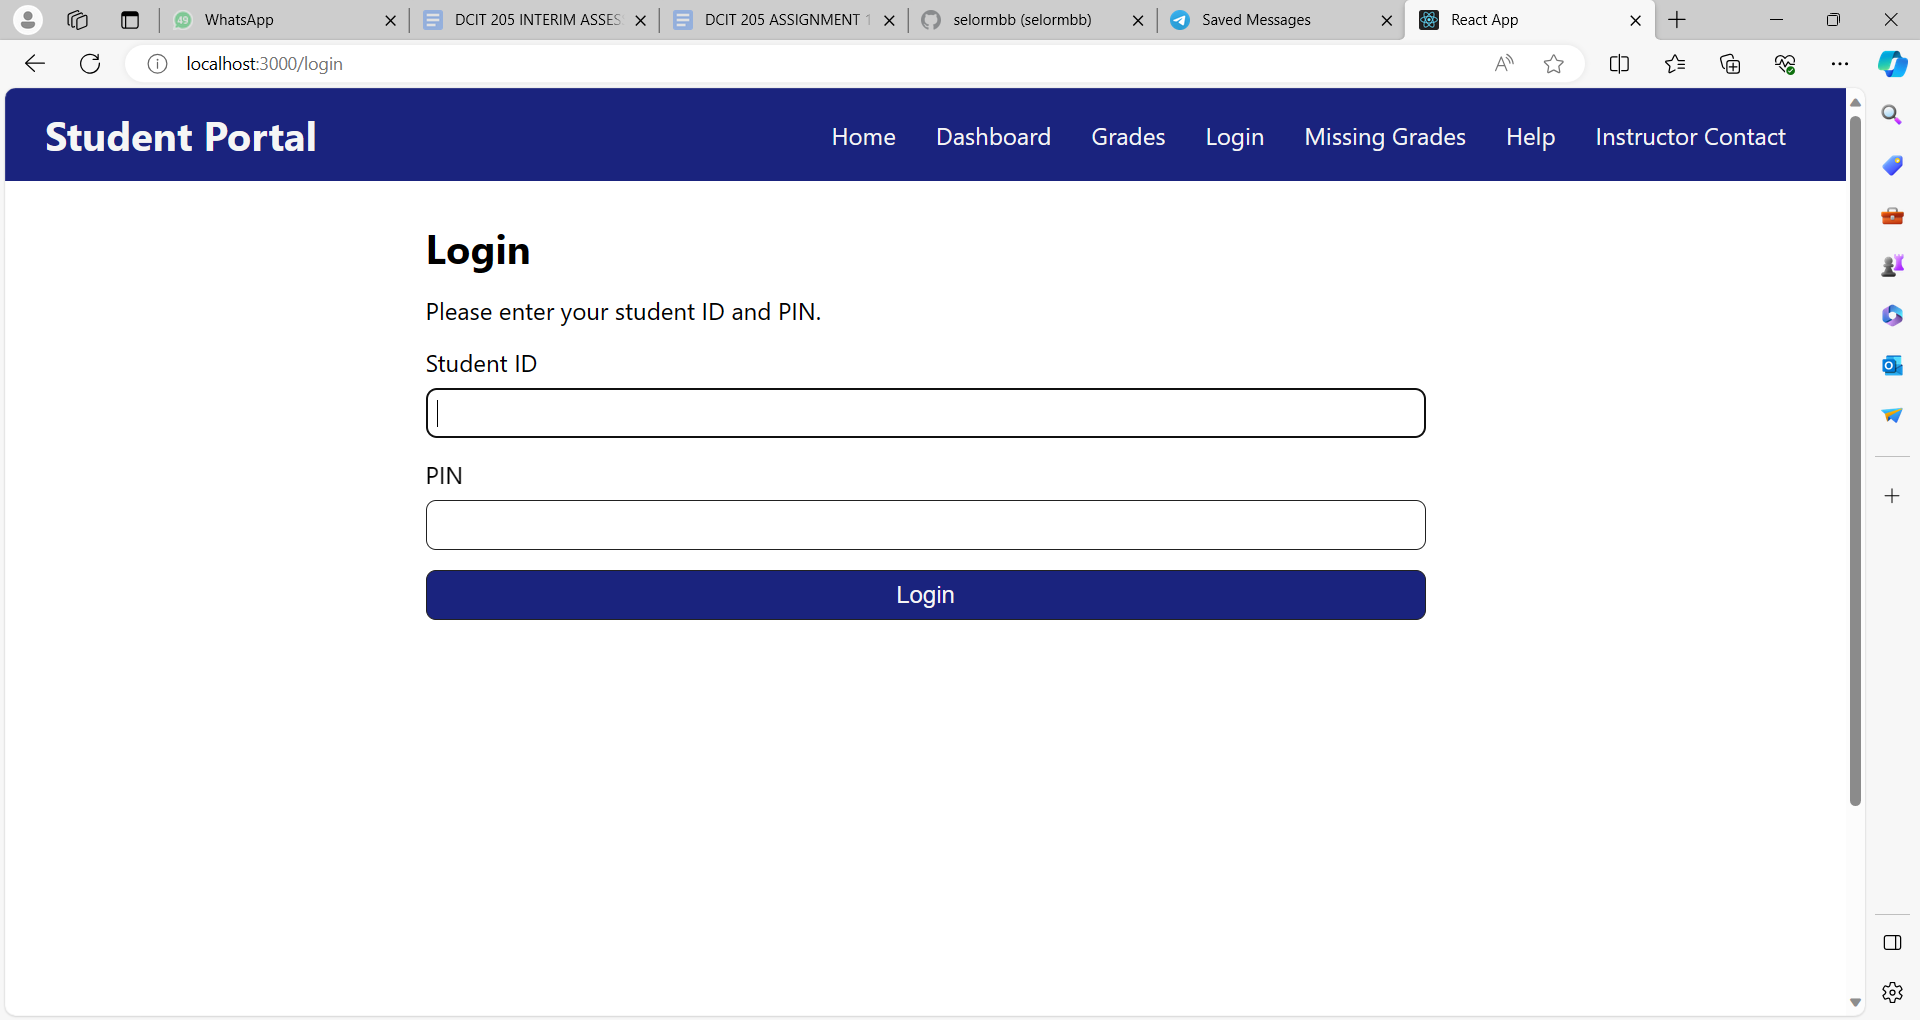 49 WhatsApp
DCIT 205 INTERIM ASSES
DCIT 205 ASSIGNMENT 1
selormbb (selormbb)
Saved Messages
React App
localhost:3000/login
Student Portal
Home Dashboard Grades Login Missing Grades Help Instructor Contact
Login
Please enter your student ID and PIN.
Student ID
PIN
Login